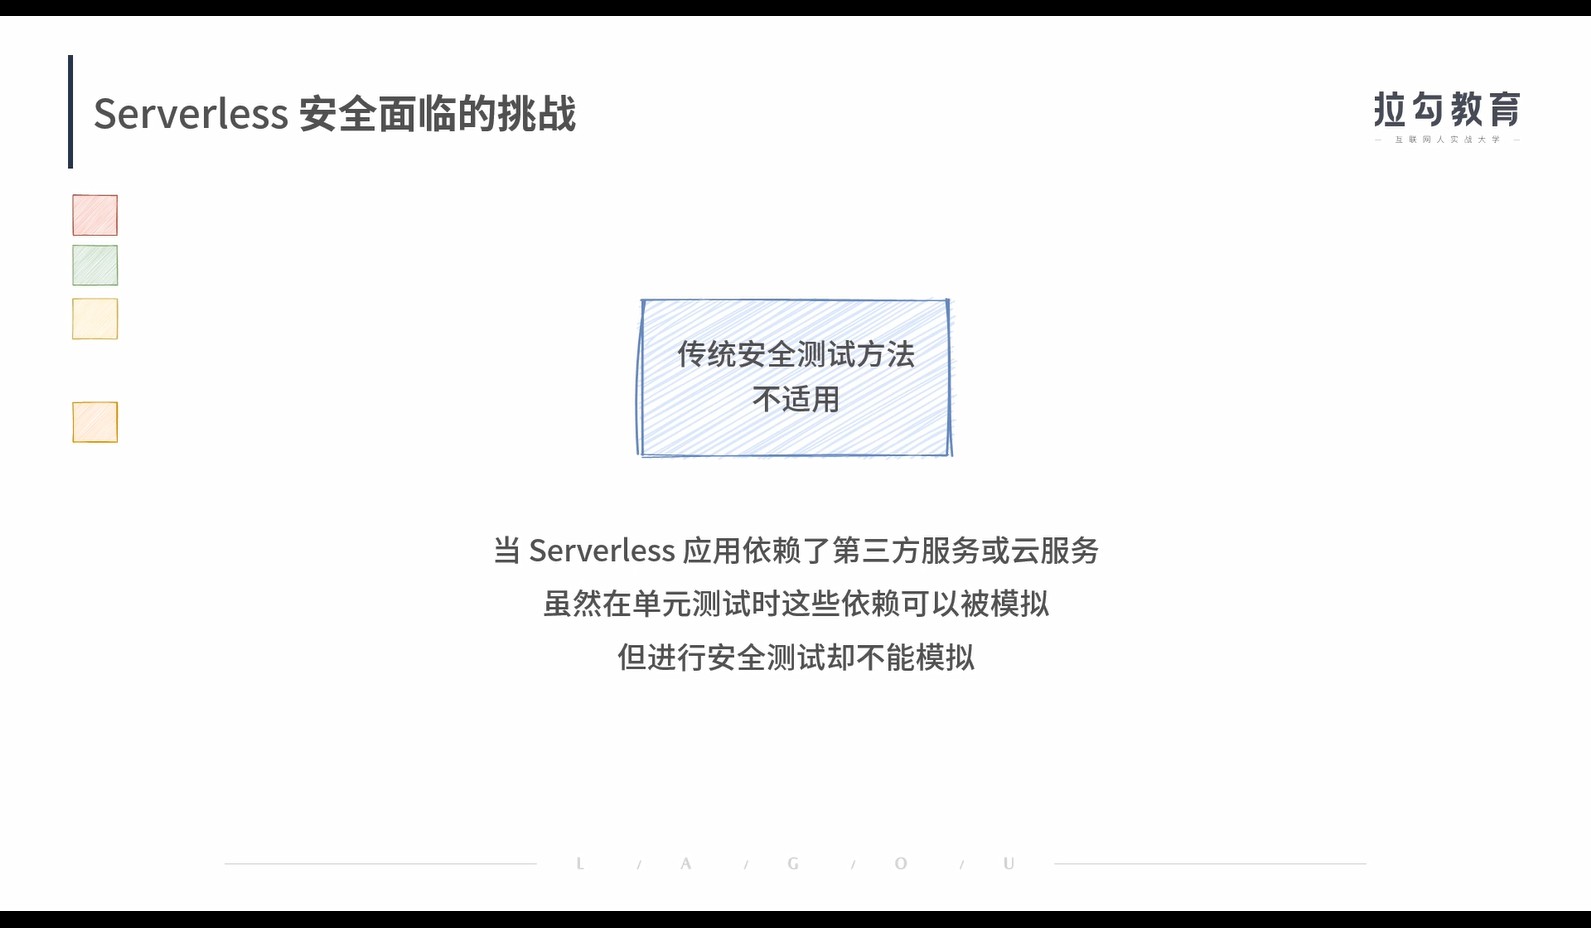 Serverless 安全面临的挑战
拉勾教育
互联网人实战大学
传统安全测试方法
不适用
当 Serverless 应用依赖了第三方服务或云服务
虽然在单元测试时这些依赖可以被模拟
但进行安全测试却不能模拟
L / A / G / O / U